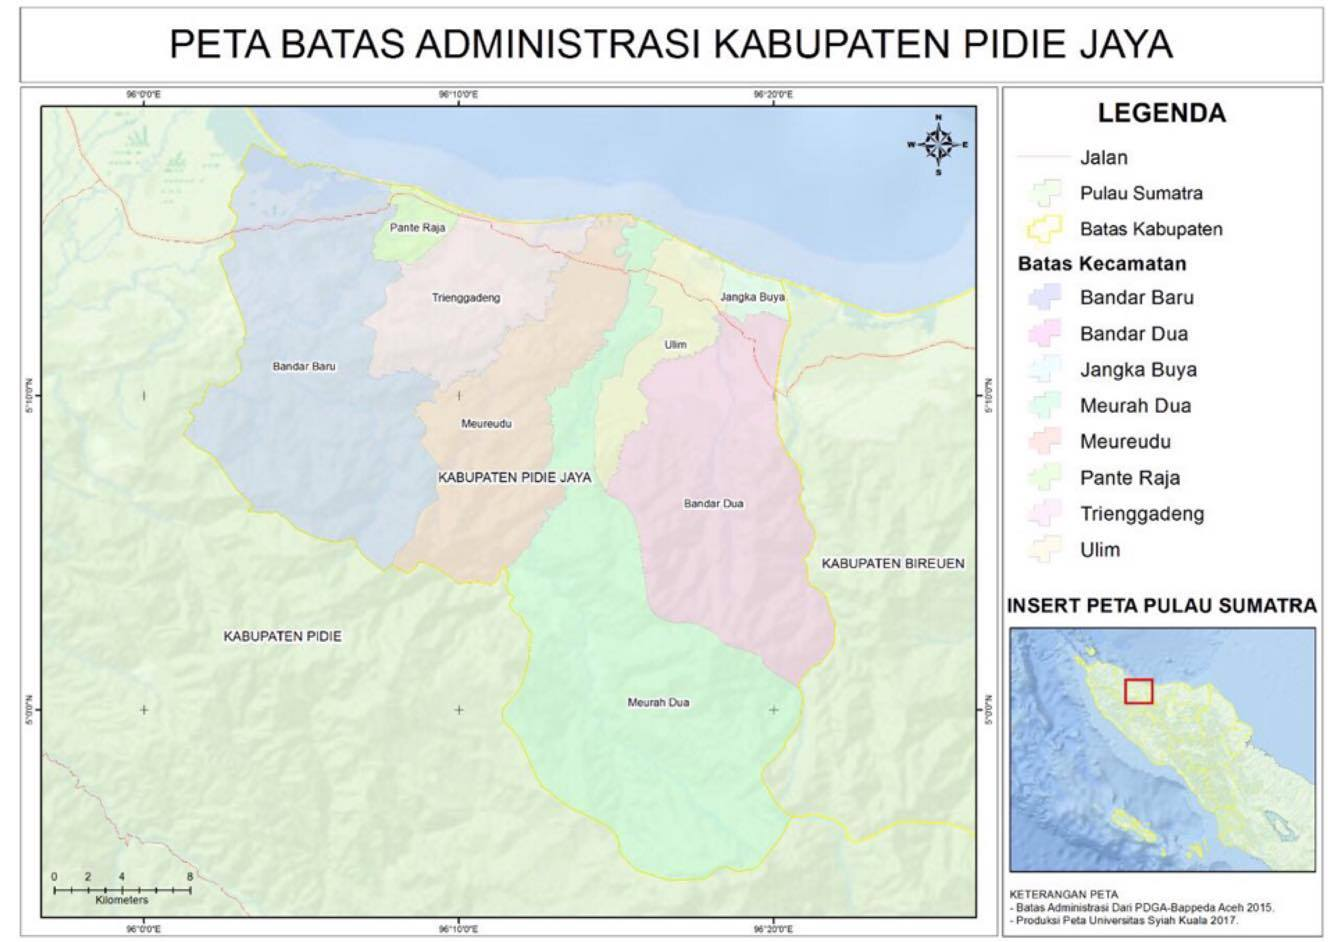 PETA BATAS ADMINISTRASI KABUPATEN PIDIE JAYA
96°0'0"E
96°10'0"E
96°20'0"E
N
W
E
S
Pante Raja
Trienggadeng
Jangka Buya
Ulim
Bandar Baru
5°10'0"N
5°10'0"N
Meureudu
KABUPATEN PIDIE JAYA
Bandar Dua
KABUPATEN BIREUEN
KABUPATEN PIDIE
Meurah Dua
5°0'0"N
5°0'0"N
0 2 4 8
Kilometers
96°0'0"E
96°10'0"E
96°20'0"E
LEGENDA
Jalan
Pulau Sumatra
Batas Kabupaten
Batas Kecamatan
Bandar Baru
Bandar Dua
Jangka Buya
Meurah Dua
Meureudu
Pante Raja
Trienggadeng
Ulim
INSERT PETA PULAU SUMATRA
KETERANGAN PETA
- Batas Administrasi Dari PDGA-Bappeda Aceh 2015.
- Produksi Peta Universitas Syiah Kuala 2017.